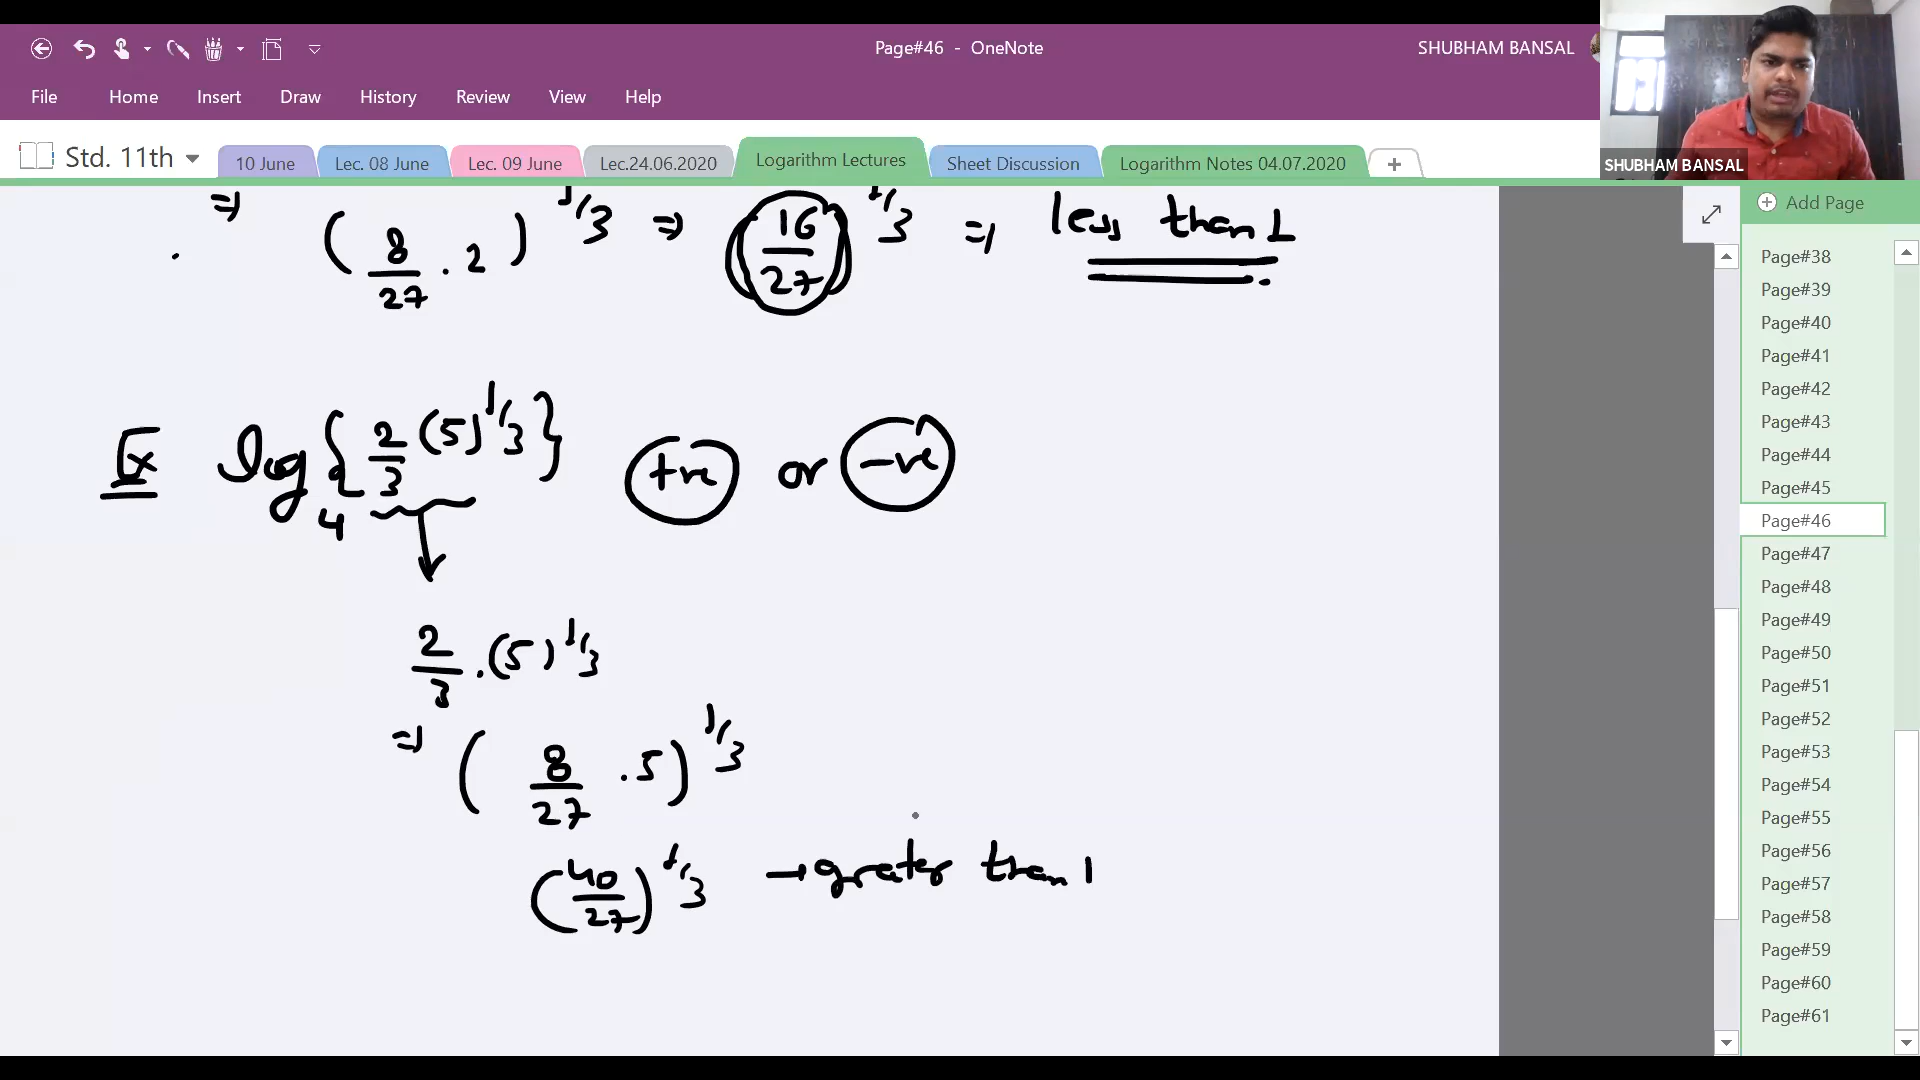 Page#46 - OneNote
SHUBHAM BANSAL
File Home Insert Draw History Review View Help
SHUBHAM BANSAL
Std. 11th
10 June
Lec. 08 June
Lec. 09 June
Lec.24.06.2020
Logarithm Lectures
Sheet Discussion
Logarithm Notes 04.07.2020
+
Add Page
Page#38
Page#39
Page#40
Page#41
Page#42
Page#43
Page#44
Page#45
Page#46
Page#47
Page#48
Page#49
Page#50
Page#51
Page#52
Page#53
Page#54
Page#55
Page#56
Page#57
Page#58
Page#59
Page#60
Page#61
⇒ (8/27 . 2)^1/3 ⇒ (16/27)^1/3 ⇒ less than 1
Ex log_4 {2/3 (5)^1/3} +ve or -ve
2/3 . (5)^1/3
⇒ (8/27 . 5)^1/3
(40/27)^1/3 → greater than 1